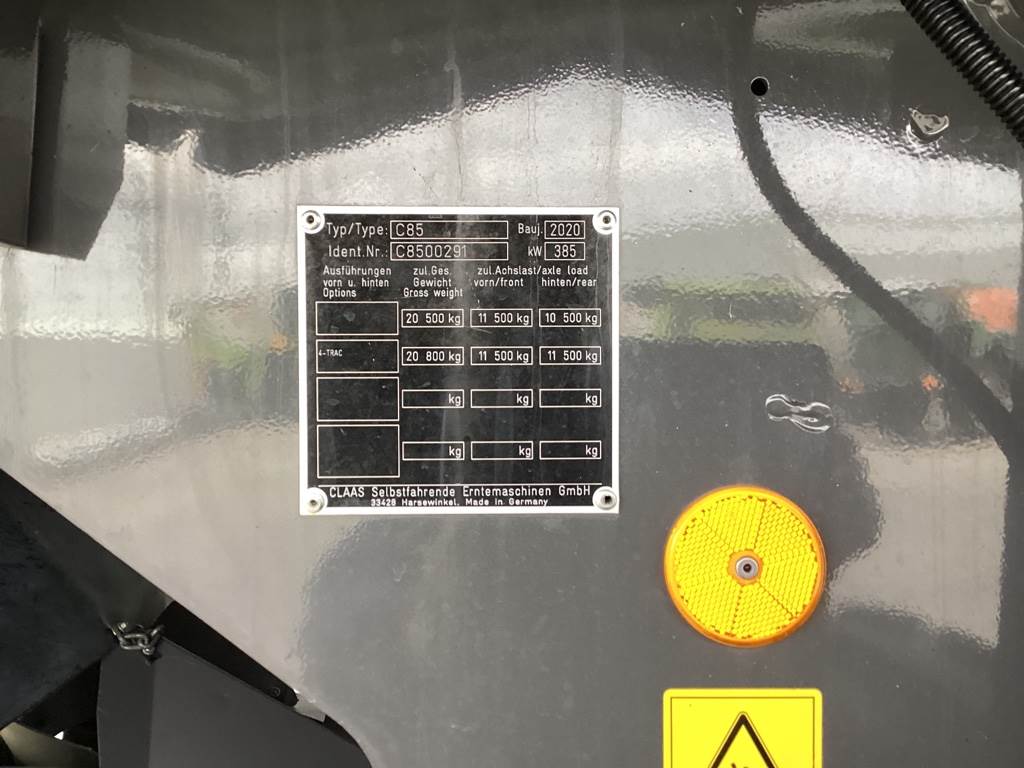 Typ/Type: C85 Bauj. 2020
Ident.Nr.: C8500291 kW 385
Ausführungen vorn u. hinten Options
zul.Ges. Gewicht Gross weight
zul.Achslast/axle load
vorn/front hinten/rear
20 500 kg 11 500 kg 10 500 kg
4-TRAC 20 800 kg 11 500 kg 11 500 kg
kg kg kg
kg kg kg
CLAAS Selbstfahrende Erntemaschinen GmbH
33428 Harsewinkel, Made in Germany